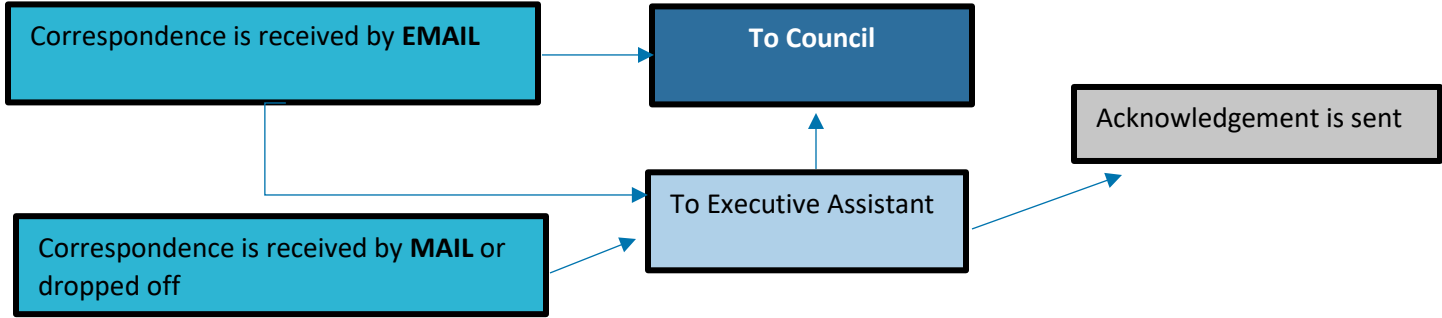 Correspondence is received by EMAIL
To Council
Acknowledgement is sent
To Executive Assistant
Correspondence is received by MAIL or
dropped off